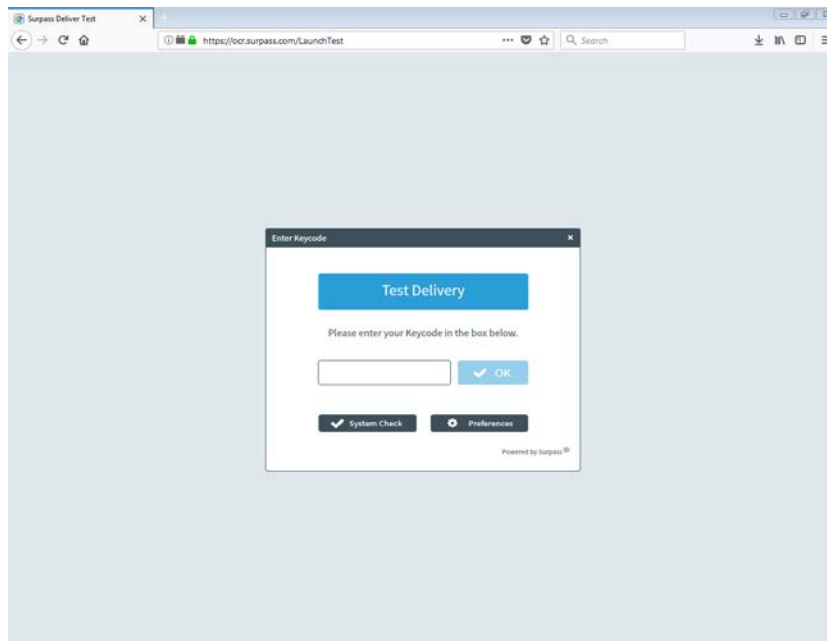 Surpass Deliver Test
https://ocr.surpass.com/LaunchTest
Search
Enter Keycode
Test Delivery
Please enter your Keycode in the box below.
OK
System Check
Preferences
Powered by Surpass